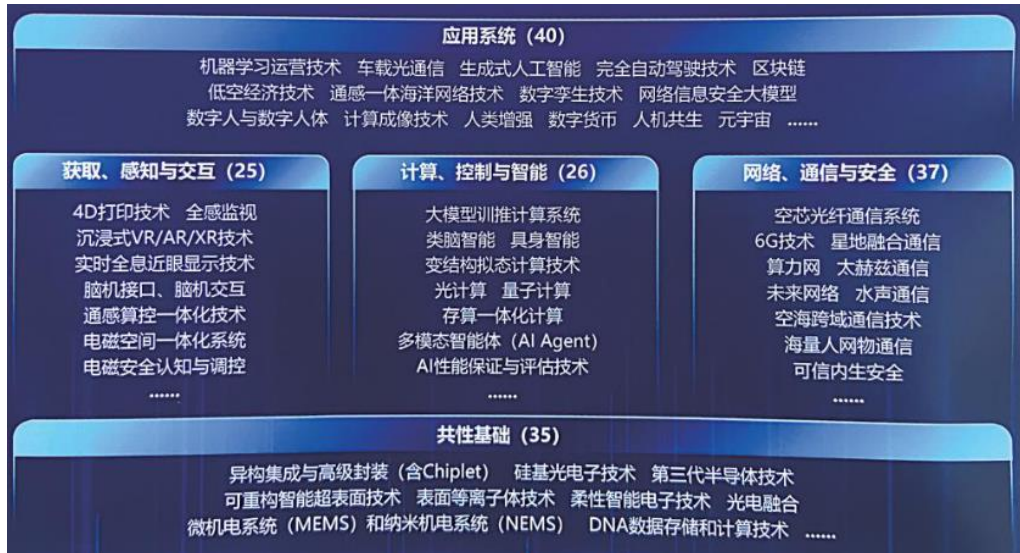 应用系统（40）
机器学习运营技术 车载光通信 生成式人工智能 完全自动驾驶技术 区块链
低空经济技术 通感一体海洋网络技术 数字孪生技术 网络信息安全大模型
数字人与数字人体 计算成像技术 人类增强 数字货币 人机共生 元宇宙 ......
获取、感知与交互（25）
4D打印技术 全感监视
沉浸式VR/AR/XR技术
实时全息近眼显示技术
脑机接口、脑机交互
通感算控一体化技术
电磁空间一体化系统
电磁安全认知与调控
......
计算、控制与智能（26）
大模型训推计算系统
类脑智能 具身智能
变结构拟态计算技术
光计算 量子计算
存算一体化计算
多模态智能体（AI Agent）
AI性能保证与评估技术
......
网络、通信与安全（37）
空芯光纤通信系统
6G技术 星地融合通信
算力网 太赫兹通信
未来网络 水声通信
空海跨域通信技术
海量人网物通信
可信内生安全
......
共性基础（35）
异构集成与高级封装（含Chiplet） 硅基光电子技术 第三代半导体技术
可重构智能超表面技术 表面等离子体技术 柔性智能电子技术 光电融合
微机电系统（MEMS）和纳米机电系统（NEMS） DNA数据存储和计算技术 ......